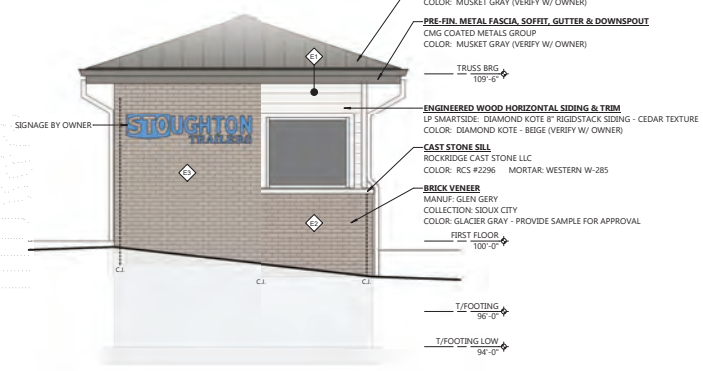 COLOR: MUSKET GRAY (VERIFY W/ OWNER)
PRE-FIN. METAL FASCIA, SOFFIT, GUTTER & DOWNSPOUT
CMG COATED METALS GROUP
COLOR: MUSKET GRAY (VERIFY W/ OWNER)
E1
TRUSS BRG
109'-6"
ENGINEERED WOOD HORIZONTAL SIDING & TRIM
LP SMARTSIDE: DIAMOND KOTE 8" RIGIDSTACK SIDING - CEDAR TEXTURE
COLOR: DIAMOND KOTE - BEIGE (VERIFY W/ OWNER)
SIGNAGE BY OWNER
STOUGHTON
TRAILERS
CAST STONE SILL
ROCKRIDGE CAST STONE LLC
COLOR: RCS #2296 MORTAR: WESTERN W-285
E3
BRICK VENEER
MANUF: GLEN GERY
COLLECTION: SIOUX CITY
COLOR: GLACIER GRAY - PROVIDE SAMPLE FOR APPROVAL
E2
FIRST FLOOR
100'-0"
C.J.
C.J.
C.J.
T/FOOTING
96'-0"
T/FOOTING LOW
94'-0"